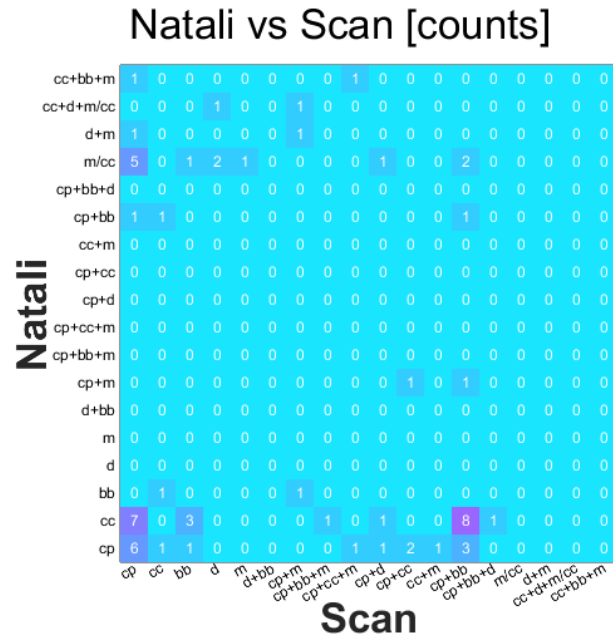 Natali vs Scan [counts]
cc+bb+m 1 0 0 0 0 0 0 0 1 0 0 0 0 0 0 0 0 0
cc+d+m/cc 0 0 0 1 0 0 1 0 0 0 0 0 0 0 0 0 0 0
d+m 1 0 0 0 0 0 1 0 0 0 0 0 0 0 0 0 0 0
m/cc 5 0 1 2 1 0 0 0 0 1 0 0 2 0 0 0 0 0
cp+bb+d 0 0 0 0 0 0 0 0 0 0 0 0 0 0 0 0 0 0
cp+bb 1 1 0 0 0 0 0 0 0 0 0 0 1 0 0 0 0 0
cc+m 0 0 0 0 0 0 0 0 0 0 0 0 0 0 0 0 0 0
cp+cc 0 0 0 0 0 0 0 0 0 0 0 0 0 0 0 0 0 0
cp+d 0 0 0 0 0 0 0 0 0 0 0 0 0 0 0 0 0 0
cp+cc+m 0 0 0 0 0 0 0 0 0 0 0 0 0 0 0 0 0 0
cp+bb+m 0 0 0 0 0 0 0 0 0 0 0 0 0 0 0 0 0 0
cp+m 0 0 0 0 0 0 0 0 0 0 1 0 1 0 0 0 0 0
d+bb 0 0 0 0 0 0 0 0 0 0 0 0 0 0 0 0 0 0
m 0 0 0 0 0 0 0 0 0 0 0 0 0 0 0 0 0 0
d 0 0 0 0 0 0 0 0 0 0 0 0 0 0 0 0 0 0
bb 0 1 0 0 0 0 1 0 0 0 0 0 0 0 0 0 0 0
cc 7 0 3 0 0 0 0 1 0 1 0 0 8 1 0 0 0 0
cp 6 1 1 0 0 0 0 0 1 1 2 1 3 0 0 0 0 0
cp cc bb d m d+bb cp+m cp+bb+m cp+cc+m cp+d cp+cc cc+m cp+bb cp+bb+d m/cc d+m cc+d+m/cc cc+bb+m
Natali
Scan